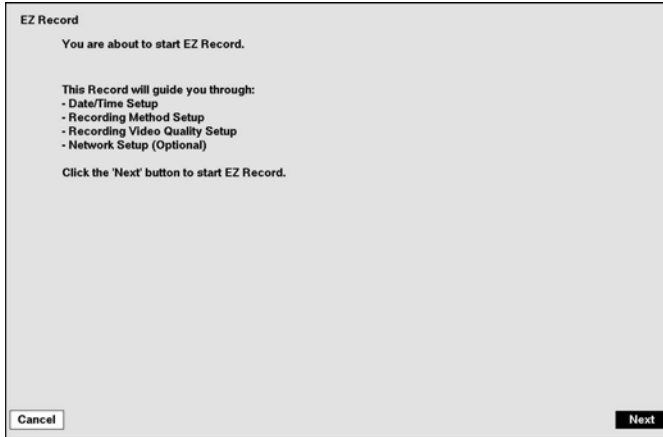 EZ Record
You are about to start EZ Record.
This Record will guide you through:
- Date/Time Setup
- Recording Method Setup
- Recording Video Quality Setup
- Network Setup (Optional)
Click the 'Next' button to start EZ Record.
Cancel
Next